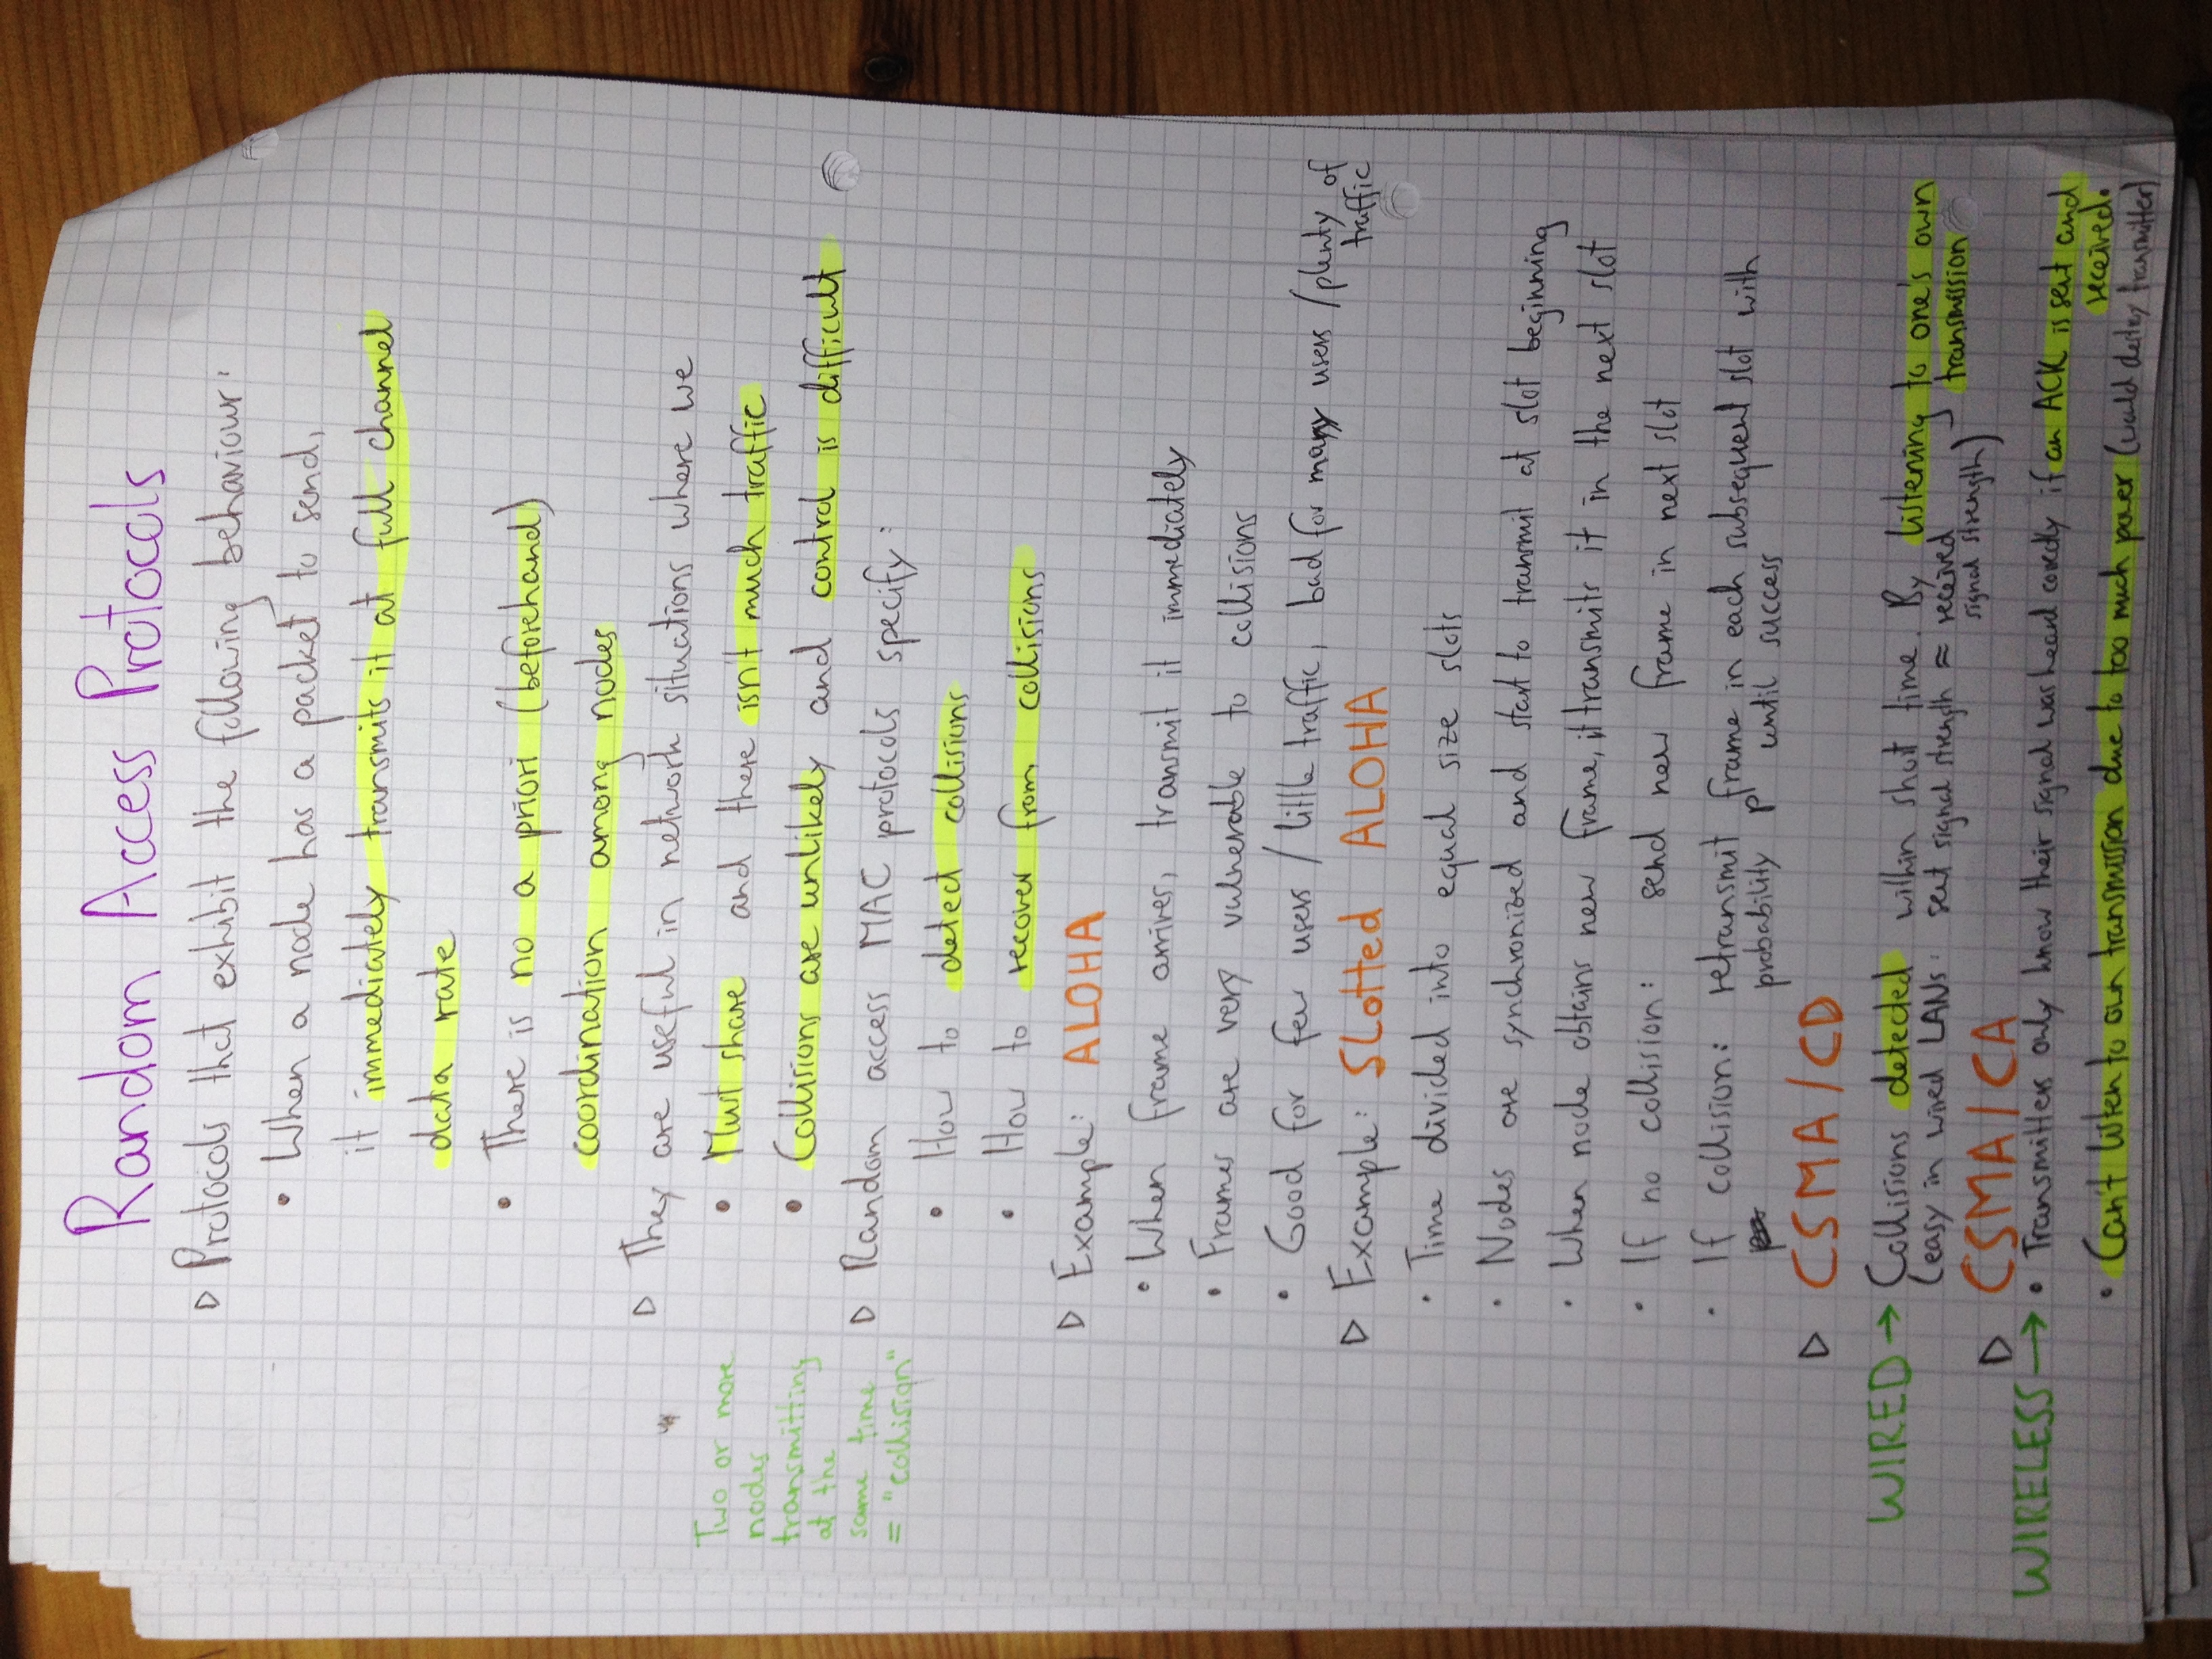 Random Access Protocols
▷ Protocols that exhibit the following behaviour:
• When a node has a packet to send,
it immediately transmits it at full channel
data rate
• There is no a priori (beforehand)
coordination among nodes
▷ They are useful in network situations where we
• Must share and there isn't much traffic
• Collisions are unlikely and control is difficult
Two or more
nodes
transmitting
at the
same time
= "collision"
▷ Random access MAC protocols specify:
• How to detect collisions
• How to recover from collisions
▷ Example: ALOHA
• When frame arrives, transmit it immediately
• Frames are very vulnerable to collisions
• Good for few users / little traffic, bad for many users / plenty of
traffic
▷ Example: Slotted ALOHA
• Time divided into equal size slots
• Nodes are synchronized and start to transmit at slot beginning
• When node obtains new frame, it transmits it in the next slot
• If no collision: send new frame in next slot
• If collision: retransmit frame in each subsequent slot with
probability p until success
▷ CSMA/CD
WIRED → Collisions detected within short time. By listening to one's own
(easy in wired LANs: sent signal strength ≈ received transmission
signal strength)
▷ CSMA/CA
WIRELESS → • Transmitters only know their signal was heard correctly if an ACK is sent and
received.
• Can't listen to own transmission due to too much power (would destroy transmitter)